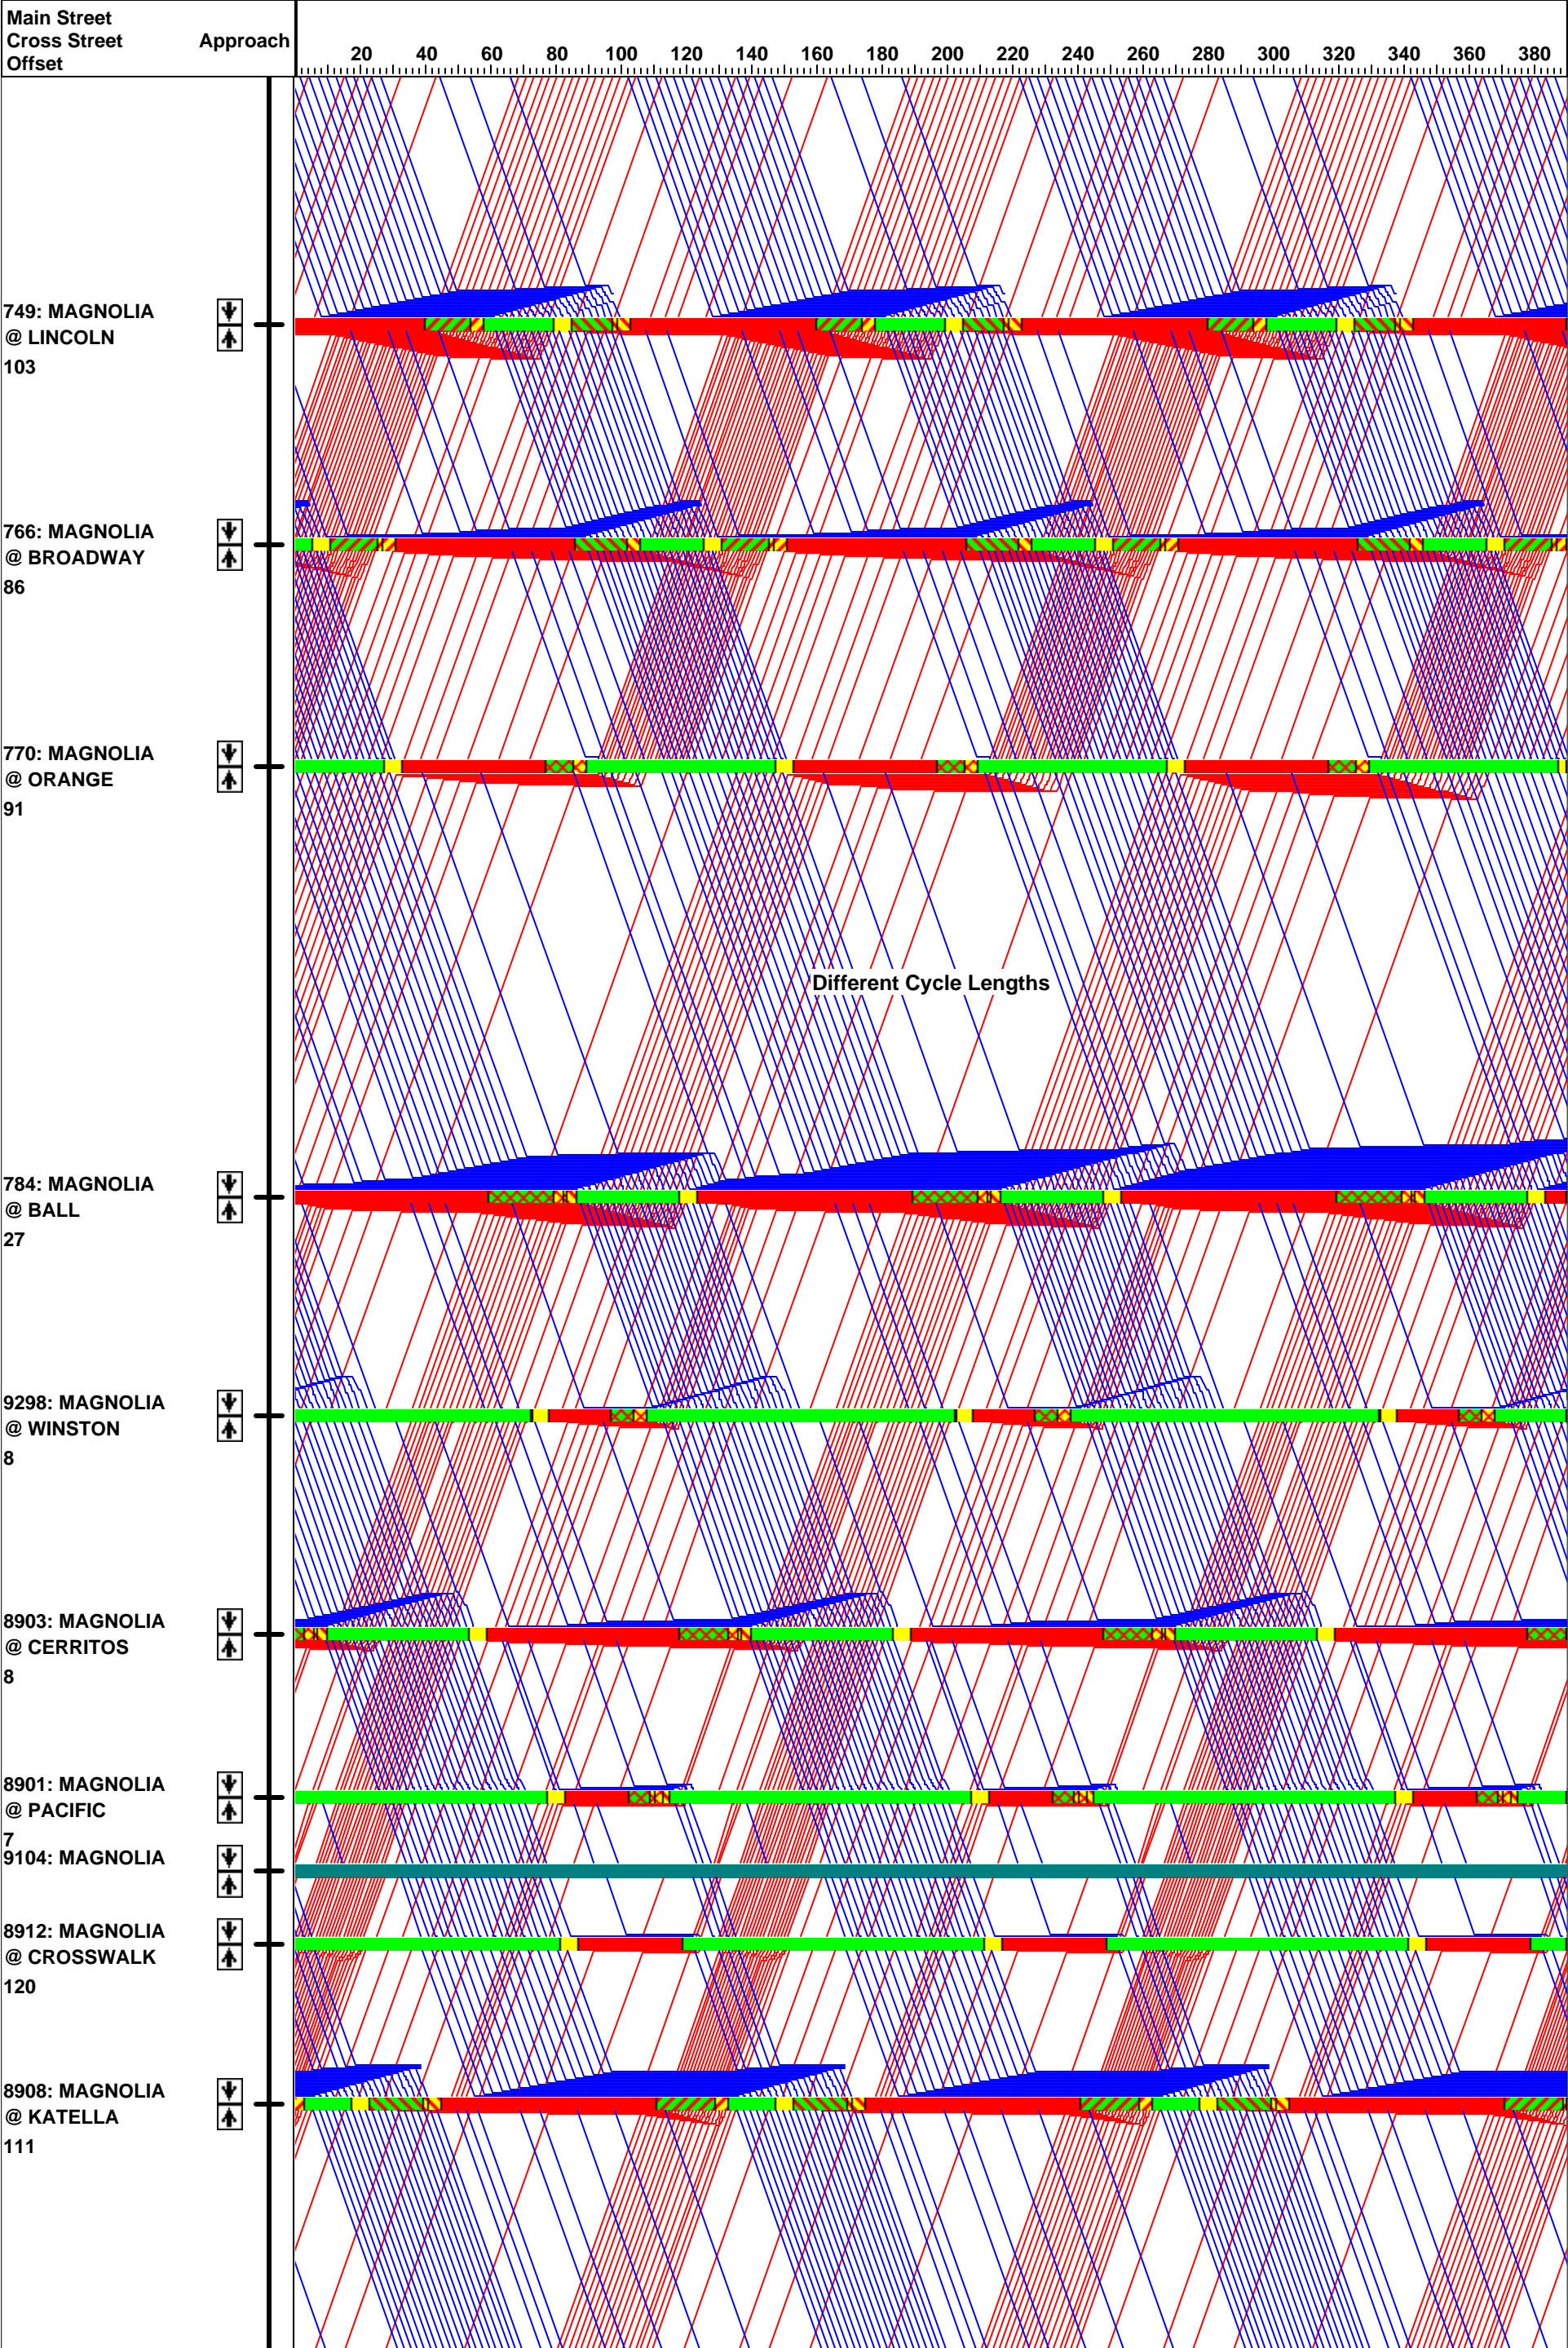 Main Street
Cross Street Approach
Offset
20 40 60 80 100 120 140 160 180 200 220 240 260 280 300 320 340 360 380
749: MAGNOLIA
@ LINCOLN
103
766: MAGNOLIA
@ BROADWAY
86
770: MAGNOLIA
@ ORANGE
91
Different Cycle Lengths
784: MAGNOLIA
@ BALL
27
9298: MAGNOLIA
@ WINSTON
8
8903: MAGNOLIA
@ CERRITOS
8
8901: MAGNOLIA
@ PACIFIC
7
9104: MAGNOLIA
8912: MAGNOLIA
@ CROSSWALK
120
8908: MAGNOLIA
@ KATELLA
111